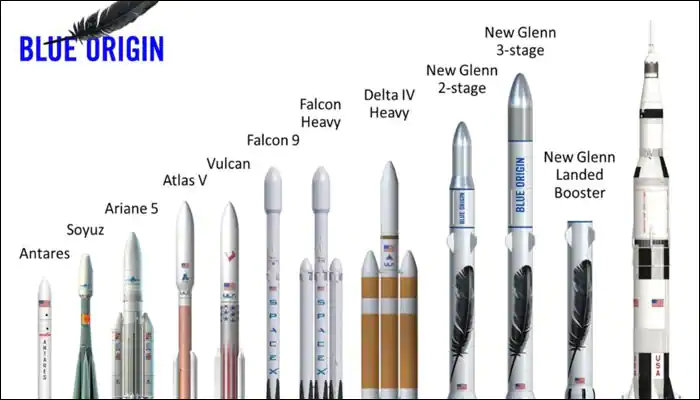 BLUE ORIGIN
New Glenn
3-stage
New Glenn
2-stage
Delta IV
Heavy
Falcon
Heavy
Falcon 9
Vulcan
Atlas V
Ariane 5
Soyuz
Antares
New Glenn
Landed
Booster
BLUE ORIGIN
BLUE ORIGIN
ULA
SPACEX
SPACEX
ANTARES
USA